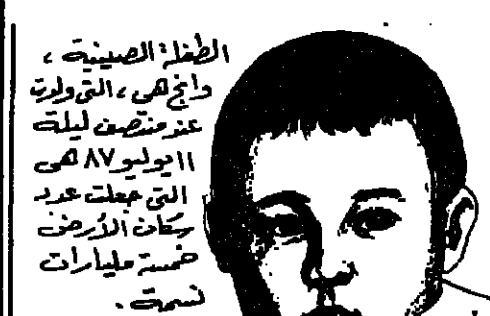 الطفلة الصينية ،
وانج هى ، التى ولدت
عند منتصف ليلة
١١ يوليو ٨٧ هى
التى جعلت عدد
سكان الأرض
خمسة مليارات
نسمة .